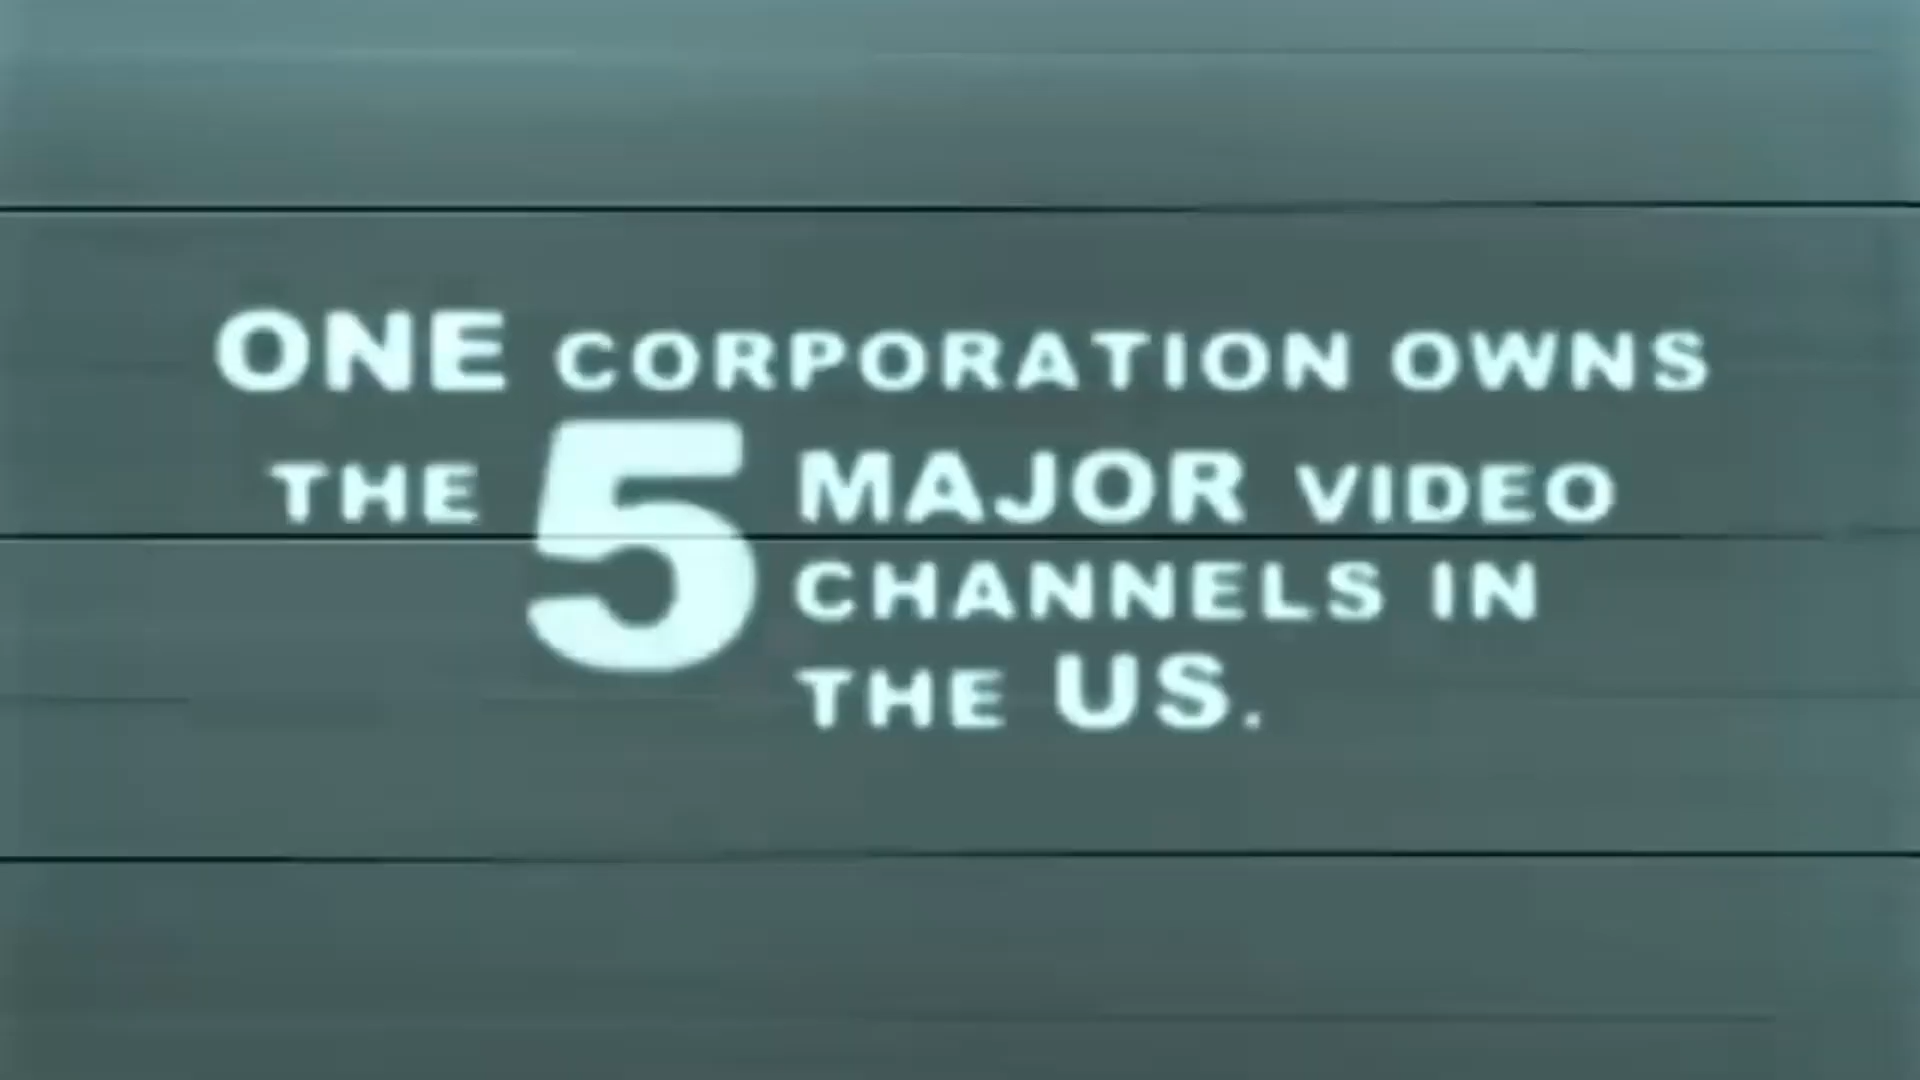 ONE CORPORATION OWNS
THE 5 MAJOR VIDEO
CHANNELS IN
THE US.